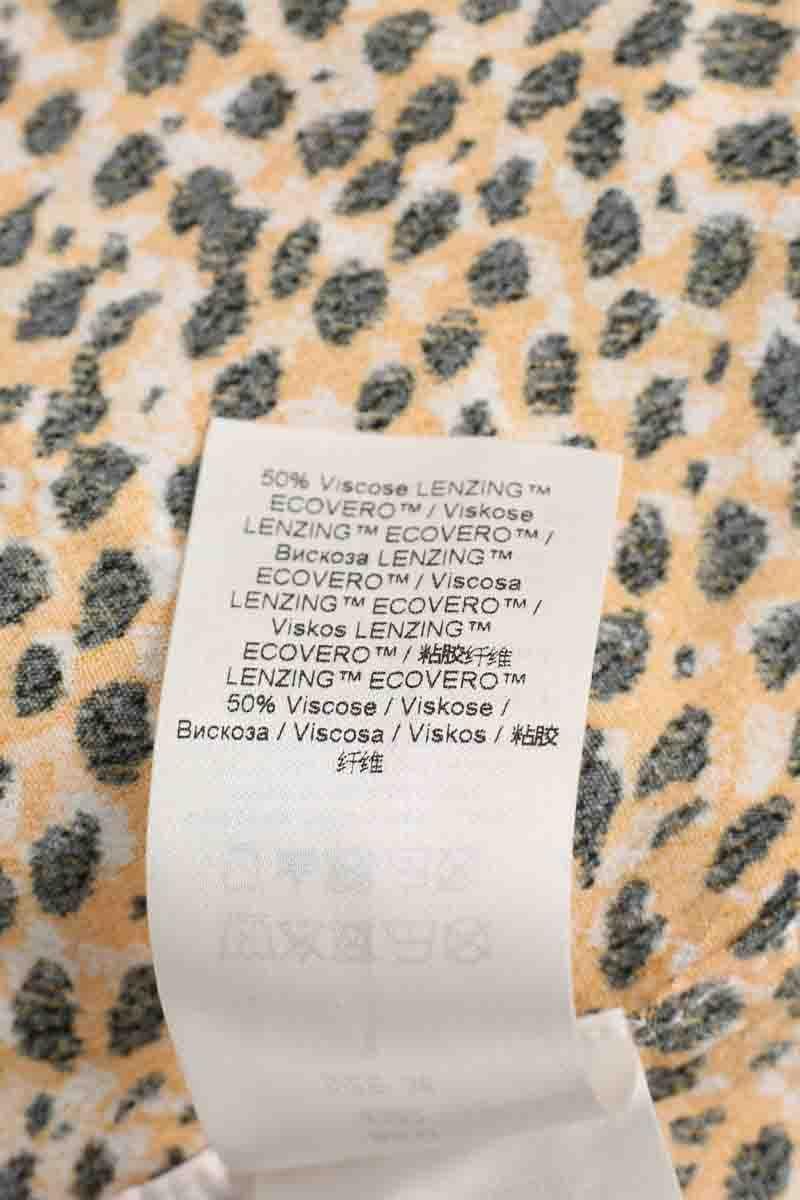 50% Viscose LENZING™
ECOVERO™ / Viskose
LENZING™ ECOVERO™ /
Вискоза LENZING™
ECOVERO™ / Viscosa
LENZING™ ECOVERO™ /
Viskos LENZING™
ECOVERO™ / 粘胶纤维
LENZING™ ECOVERO™
50% Viscose / Viskose /
Вискоза / Viscosa / Viskos / 粘胶
纤维